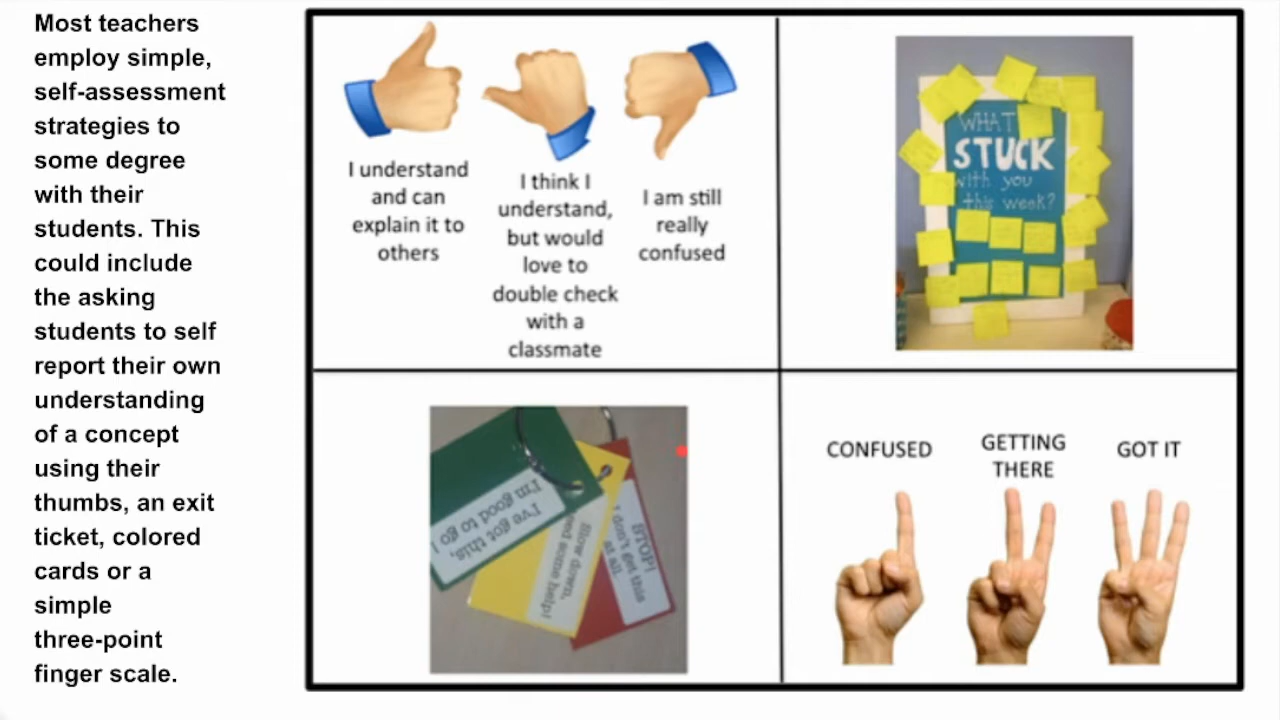 Most teachers
employ simple,
self-assessment
strategies to
some degree
with their
students. This
could include
the asking
students to self
report their own
understanding
of a concept
using their
thumbs, an exit
ticket, colored
cards or a
simple
three-point
finger scale.
I understand
and can
explain it to
others
I think I
understand,
but would
love to
double check
with a
classmate
I am still
really
confused
WHAT
STUCK
with you
this week?
I've got this,
I'm good to go!
Slow down,
need some help!
STOP!
I don't get this
at all
CONFUSED
GETTING
THERE
GOT IT